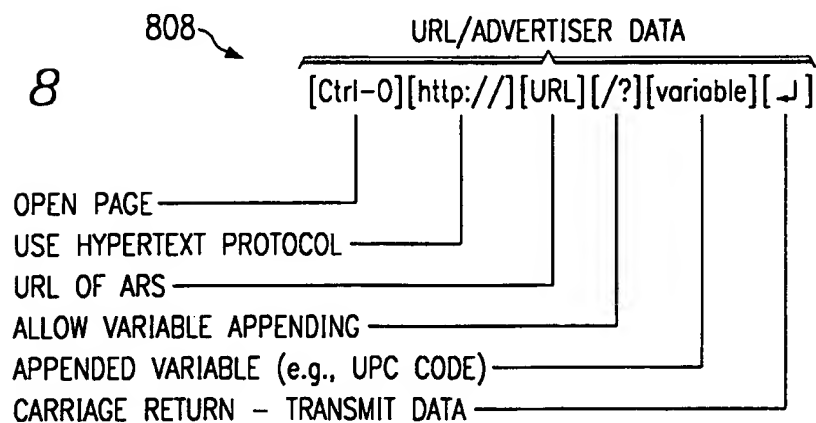 808
URL/ADVERTISER DATA
8
[Ctrl-O][http://][URL][/?][variable][↵]
OPEN PAGE
USE HYPERTEXT PROTOCOL
URL OF ARS
ALLOW VARIABLE APPENDING
APPENDED VARIABLE (e.g., UPC CODE)
CARRIAGE RETURN - TRANSMIT DATA